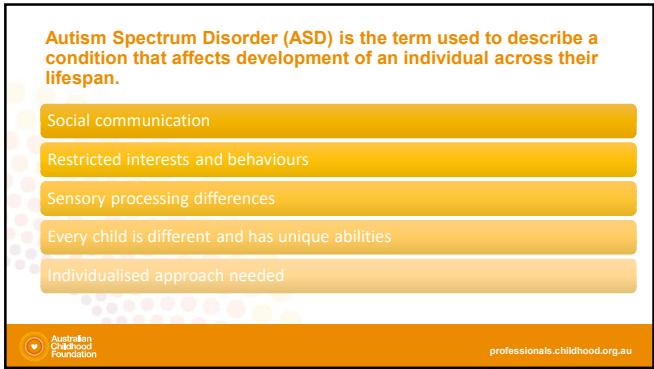 Autism Spectrum Disorder (ASD) is the term used to describe a
condition that affects development of an individual across their
lifespan.
Social communication
Restricted interests and behaviours
Sensory processing differences
Every child is different and has unique abilities
Individualised approach needed
Australian
Childhood
Foundation
professionals.childhood.org.au